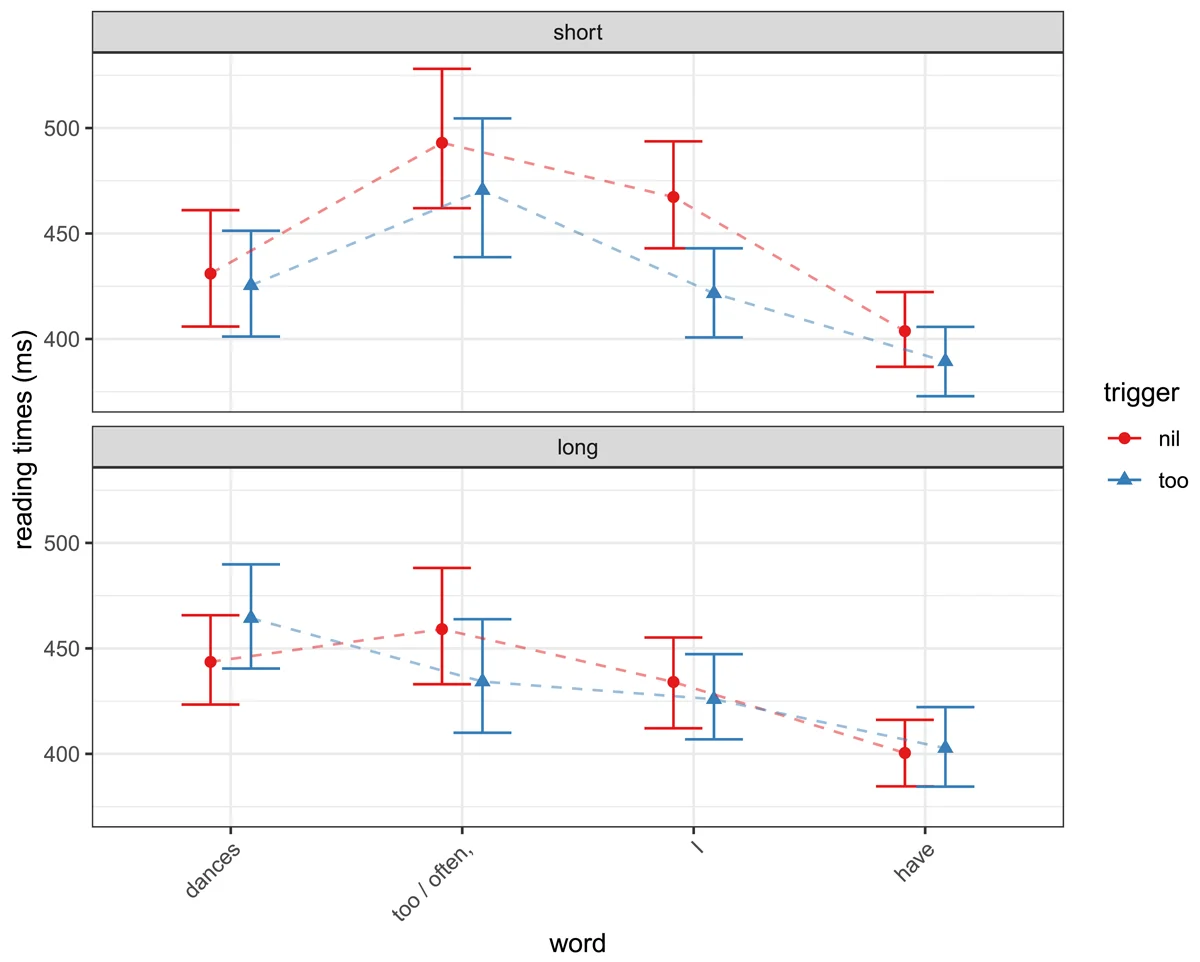 short
500
450
400
long
500
450
400
reading times (ms)
dances
too / often,
I
have
word
trigger
nil
too